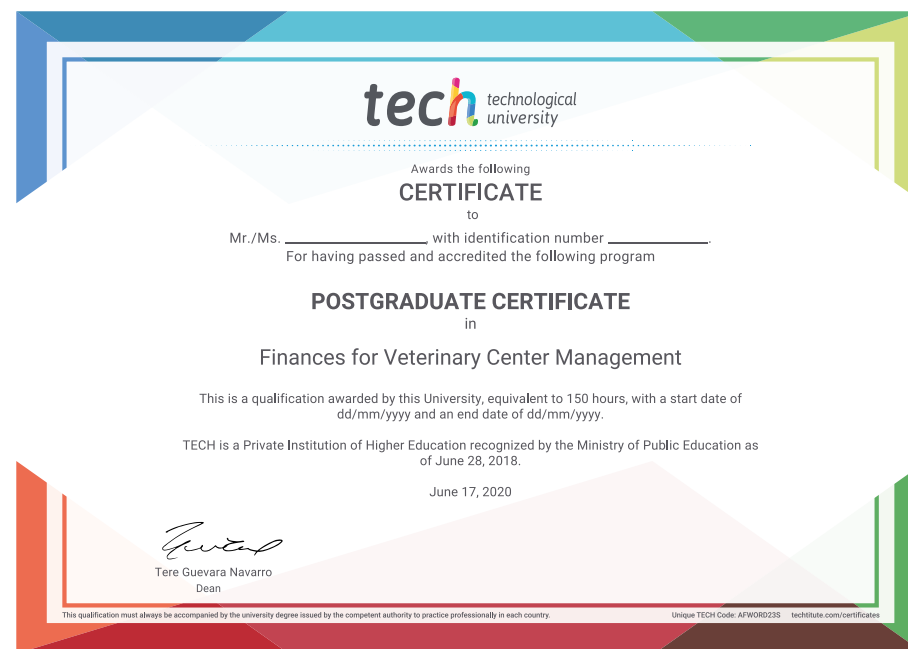 tech technological
university
Awards the following
CERTIFICATE
to
Mr./Ms. ____________________, with identification number ______________.
For having passed and accredited the following program
POSTGRADUATE CERTIFICATE
in
Finances for Veterinary Center Management
This is a qualification awarded by this University, equivalent to 150 hours, with a start date of
dd/mm/yyyy and an end date of dd/mm/yyyy.
TECH is a Private Institution of Higher Education recognized by the Ministry of Public Education as
of June 28, 2018.
June 17, 2020
Tere Guevara Navarro
Dean
This qualification must always be accompanied by the university degree issued by the competent authority to practice professionally in each country. Unique TECH Code: AFWORD23S techtitute.com/certificates